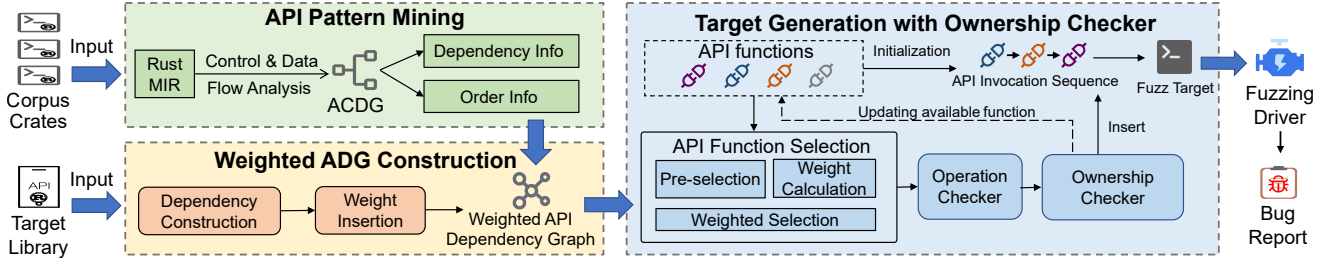 Corpus
Crates
Input
API Pattern Mining
Rust
MIR
Control & Data
Flow Analysis
ACDG
Dependency Info
Order Info
API
Target
Library
Input
Weighted ADG Construction
Dependency
Construction
Weight
Insertion
Weighted API
Dependency Graph
Target Generation with Ownership Checker
API functions
Initialization
API Invocation Sequence
Fuzz Target
Updating available function
Insert
API Function Selection
Pre-selection
Weight
Calculation
Weighted Selection
Operation
Checker
Ownership
Checker
Fuzzing
Driver
Bug
Report